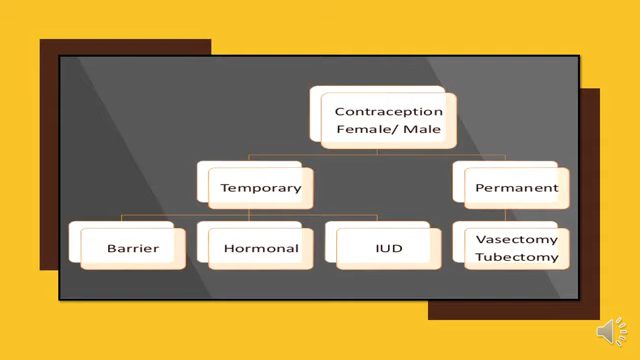 Contraception
Female/ Male
Temporary
Permanent
Barrier
Hormonal
IUD
Vasectomy
Tubectomy